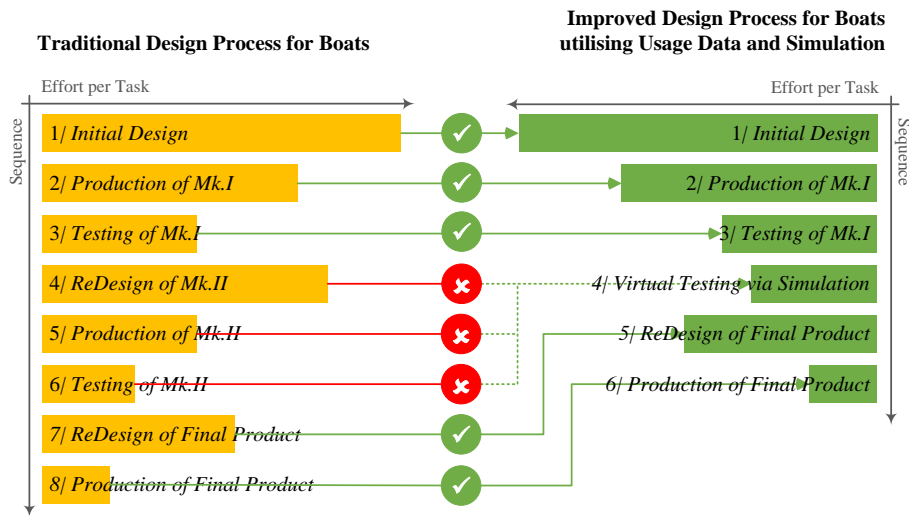 Improved Design Process for Boats
utilising Usage Data and Simulation
Traditional Design Process for Boats
Effort per Task
Effort per Task
Sequence
Sequence
1/ Initial Design
1/ Initial Design
2/ Production of Mk.I
2/ Production of Mk.I
3/ Testing of Mk.I
3/ Testing of Mk.I
4/ ReDesign of Mk.II
4/ Virtual Testing via Simulation
5/ Production of Mk.II
5/ ReDesign of Final Product
6/ Testing of Mk.II
6/ Production of Final Product
7/ ReDesign of Final Product
8/ Production of Final Product